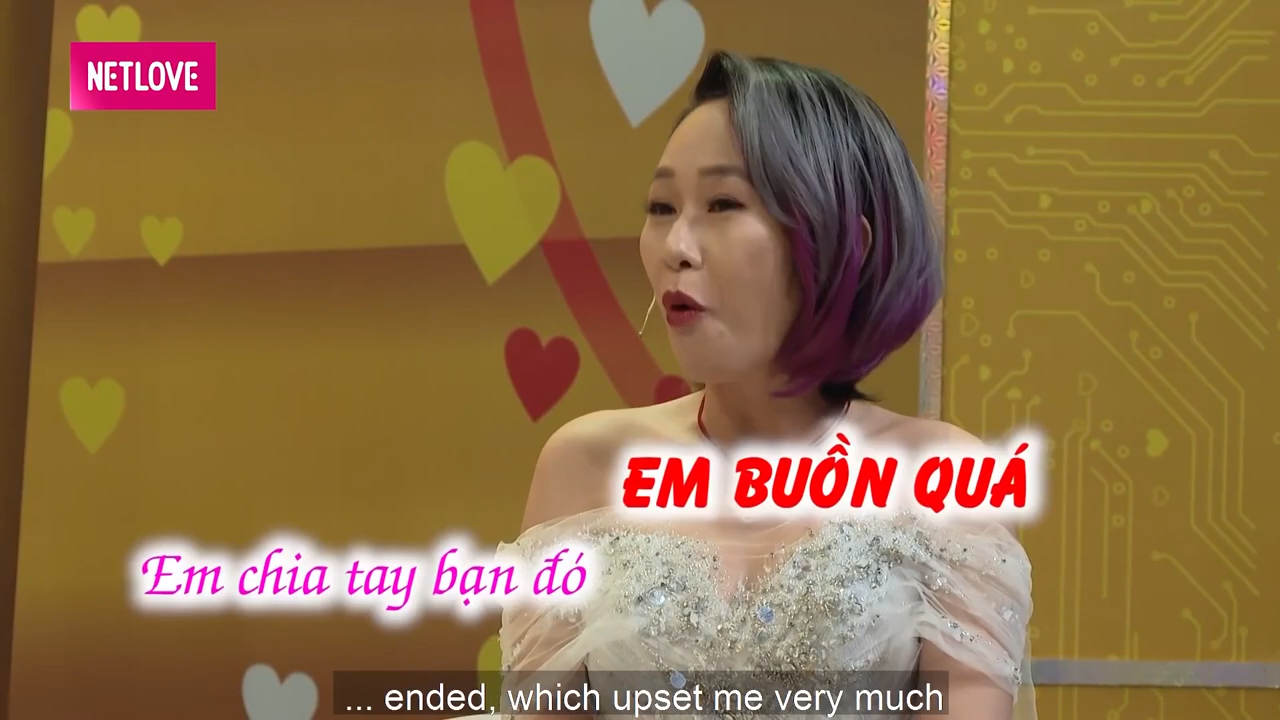 NETLOVE
EM BUỒN QUÁ
Em chia tay bạn đó
... ended, which upset me very much